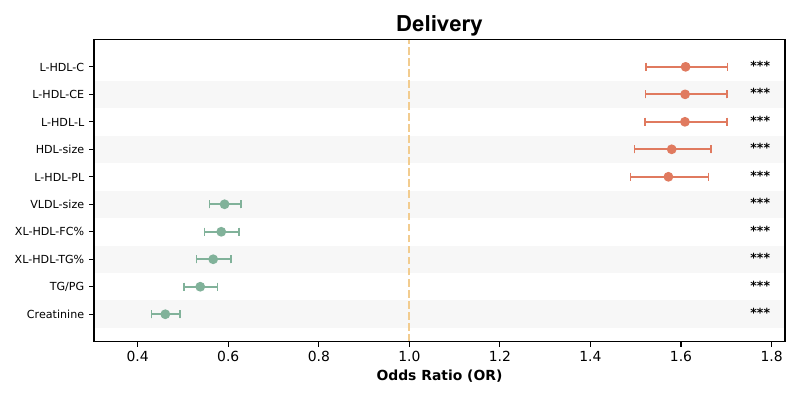 Delivery
L-HDL-C ***
L-HDL-CE ***
L-HDL-L ***
HDL-size ***
L-HDL-PL ***
VLDL-size ***
XL-HDL-FC% ***
XL-HDL-TG% ***
TG/PG ***
Creatinine ***
0.4 0.6 0.8 1.0 1.2 1.4 1.6 1.8
Odds Ratio (OR)